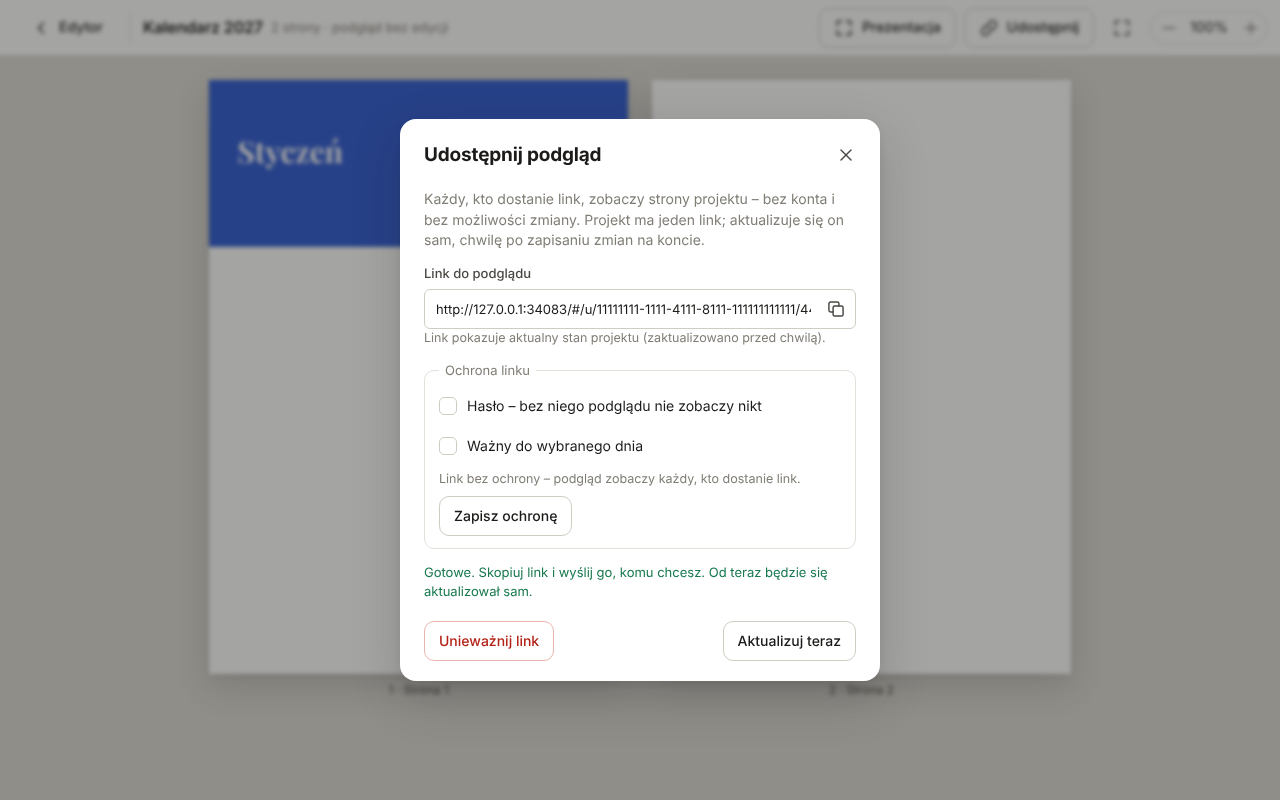 Edytor
Kalendarz 2027 2 strony · podgląd bez edycji
Prezentacja
Udostępnij
100%
Styczeń
Udostępnij podgląd
Każdy, kto dostanie link, zobaczy strony projektu – bez konta i
bez możliwości zmiany. Projekt ma jeden link; aktualizuje się on
sam, chwilę po zapisaniu zmian na koncie.
Link do podglądu
http://127.0.0.1:34083/#/u/11111111-1111-4111-8111-111111111111/4
Link pokazuje aktualny stan projektu (zaktualizowano przed chwilą).
Ochrona linku
Hasło – bez niego podglądu nie zobaczy nikt
Ważny do wybranego dnia
Link bez ochrony – podgląd zobaczy każdy, kto dostanie link.
Zapisz ochronę
Gotowe. Skopiuj link i wyślij go, komu chcesz. Od teraz będzie się
aktualizował sam.
Unieważnij link
Aktualizuj teraz
1 · Strona 1
2 · Strona 2